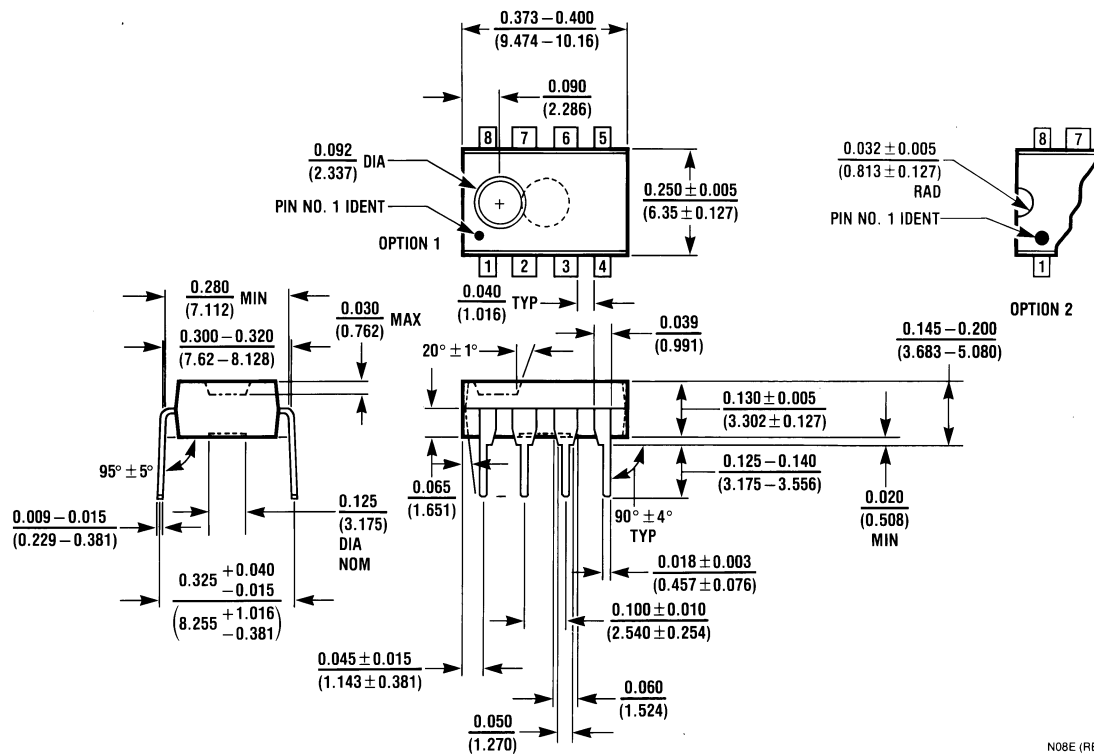 0.373 – 0.400
(9.474 – 10.16)
0.090
(2.286)
8 7 6 5
0.092 DIA
(2.337)
PIN NO. 1 IDENT
OPTION 1
0.250 ± 0.005
(6.35 ± 0.127)
1 2 3 4
8 7
0.032 ± 0.005
(0.813 ± 0.127)
RAD
PIN NO. 1 IDENT
1
OPTION 2
0.280 MIN
(7.112)
0.300 – 0.320
(7.62 – 8.128)
0.030 MAX
(0.762)
0.040 TYP
(1.016)
20° ± 1°
0.039
(0.991)
0.145 – 0.200
(3.683 – 5.080)
0.130 ± 0.005
(3.302 ± 0.127)
0.125 – 0.140
(3.175 – 3.556)
0.020
(0.508)
MIN
95° ± 5°
0.065
(1.651)
90° ± 4°
TYP
0.009 – 0.015
(0.229 – 0.381)
0.125
(3.175)
DIA
NOM
0.325 +0.040
–0.015
(8.255 +1.016
–0.381)
0.018 ± 0.003
(0.457 ± 0.076)
0.100 ± 0.010
(2.540 ± 0.254)
0.045 ± 0.015
(1.143 ± 0.381)
0.060
(1.524)
0.050
(1.270)
N08E (RE